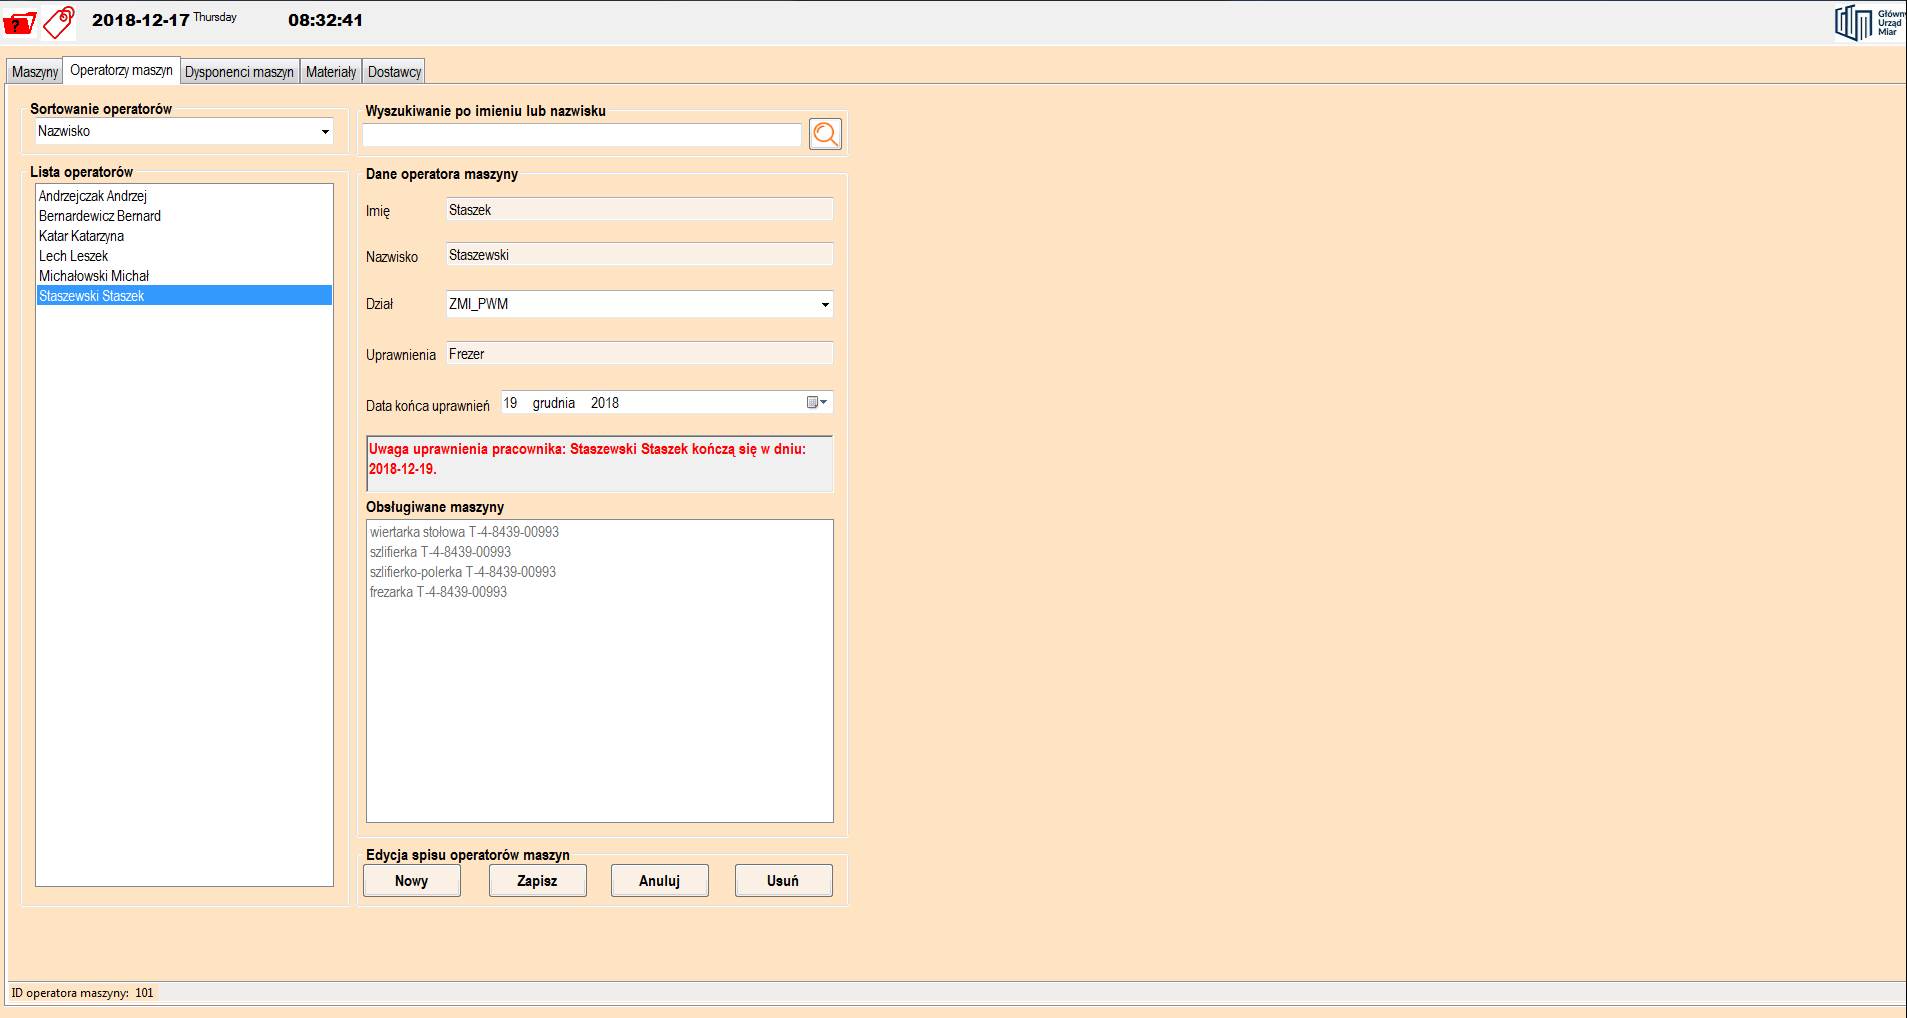 2018-12-17 Thursday 08:32:41
Główny
Urząd
Miar
Maszyny Operatorzy maszyn Dysponenci maszyn Materiały Dostawcy
Sortowanie operatorów
Nazwisko
Lista operatorów
Andrzejczak Andrzej
Bernardewicz Bernard
Katar Katarzyna
Lech Leszek
Michałowski Michał
Staszewski Staszek
Wyszukiwanie po imieniu lub nazwisku
Dane operatora maszyny
Imię Staszek
Nazwisko Staszewski
Dział ZMI_PWM
Uprawnienia Frezer
Data końca uprawnień 19 grudnia 2018
Uwaga uprawnienia pracownika: Staszewski Staszek kończą się w dniu:
2018-12-19.
Obsługiwane maszyny
wiertarka stołowa T-4-8439-00993
szlifierka T-4-8439-00993
szlifierko-polerka T-4-8439-00993
frezarka T-4-8439-00993
Edycja spisu operatorów maszyn
Nowy Zapisz Anuluj Usuń
ID operatora maszyny: 101